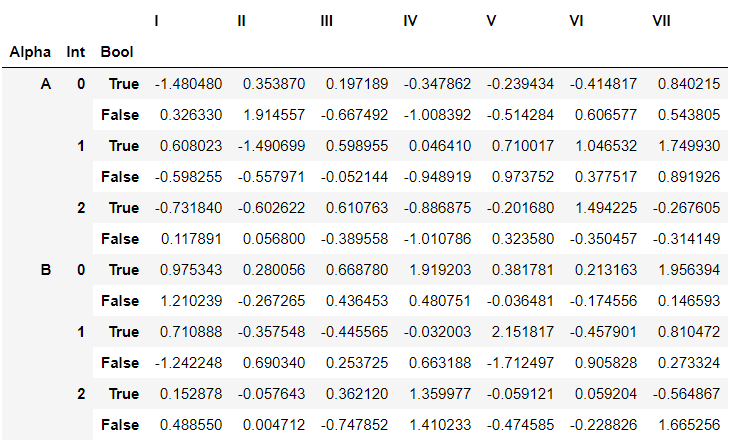 I II III IV V VI VII
Alpha Int Bool
A 0 True -1.480480 0.353870 0.197189 -0.347862 -0.239434 -0.414817 0.840215
False 0.326330 1.914557 -0.667492 -1.008392 -0.514284 0.606577 0.543805
1 True 0.608023 -1.490699 0.598955 0.046410 0.710017 1.046532 1.749930
False -0.598255 -0.557971 -0.052144 -0.948919 0.973752 0.377517 0.891926
2 True -0.731840 -0.602622 0.610763 -0.886875 -0.201680 1.494225 -0.267605
False 0.117891 0.056800 -0.389558 -1.010786 0.323580 -0.350457 -0.314149
B 0 True 0.975343 0.280056 0.668780 1.919203 0.381781 0.213163 1.956394
False 1.210239 -0.267265 0.436453 0.480751 -0.036481 -0.174556 0.146593
1 True 0.710888 -0.357548 -0.445565 -0.032003 2.151817 -0.457901 0.810472
False -1.242248 0.690340 0.253725 0.663188 -1.712497 0.905828 0.273324
2 True 0.152878 -0.057643 0.362120 1.359977 -0.059121 0.059204 -0.564867
False 0.488550 0.004712 -0.747852 1.410233 -0.474585 -0.228826 1.665256